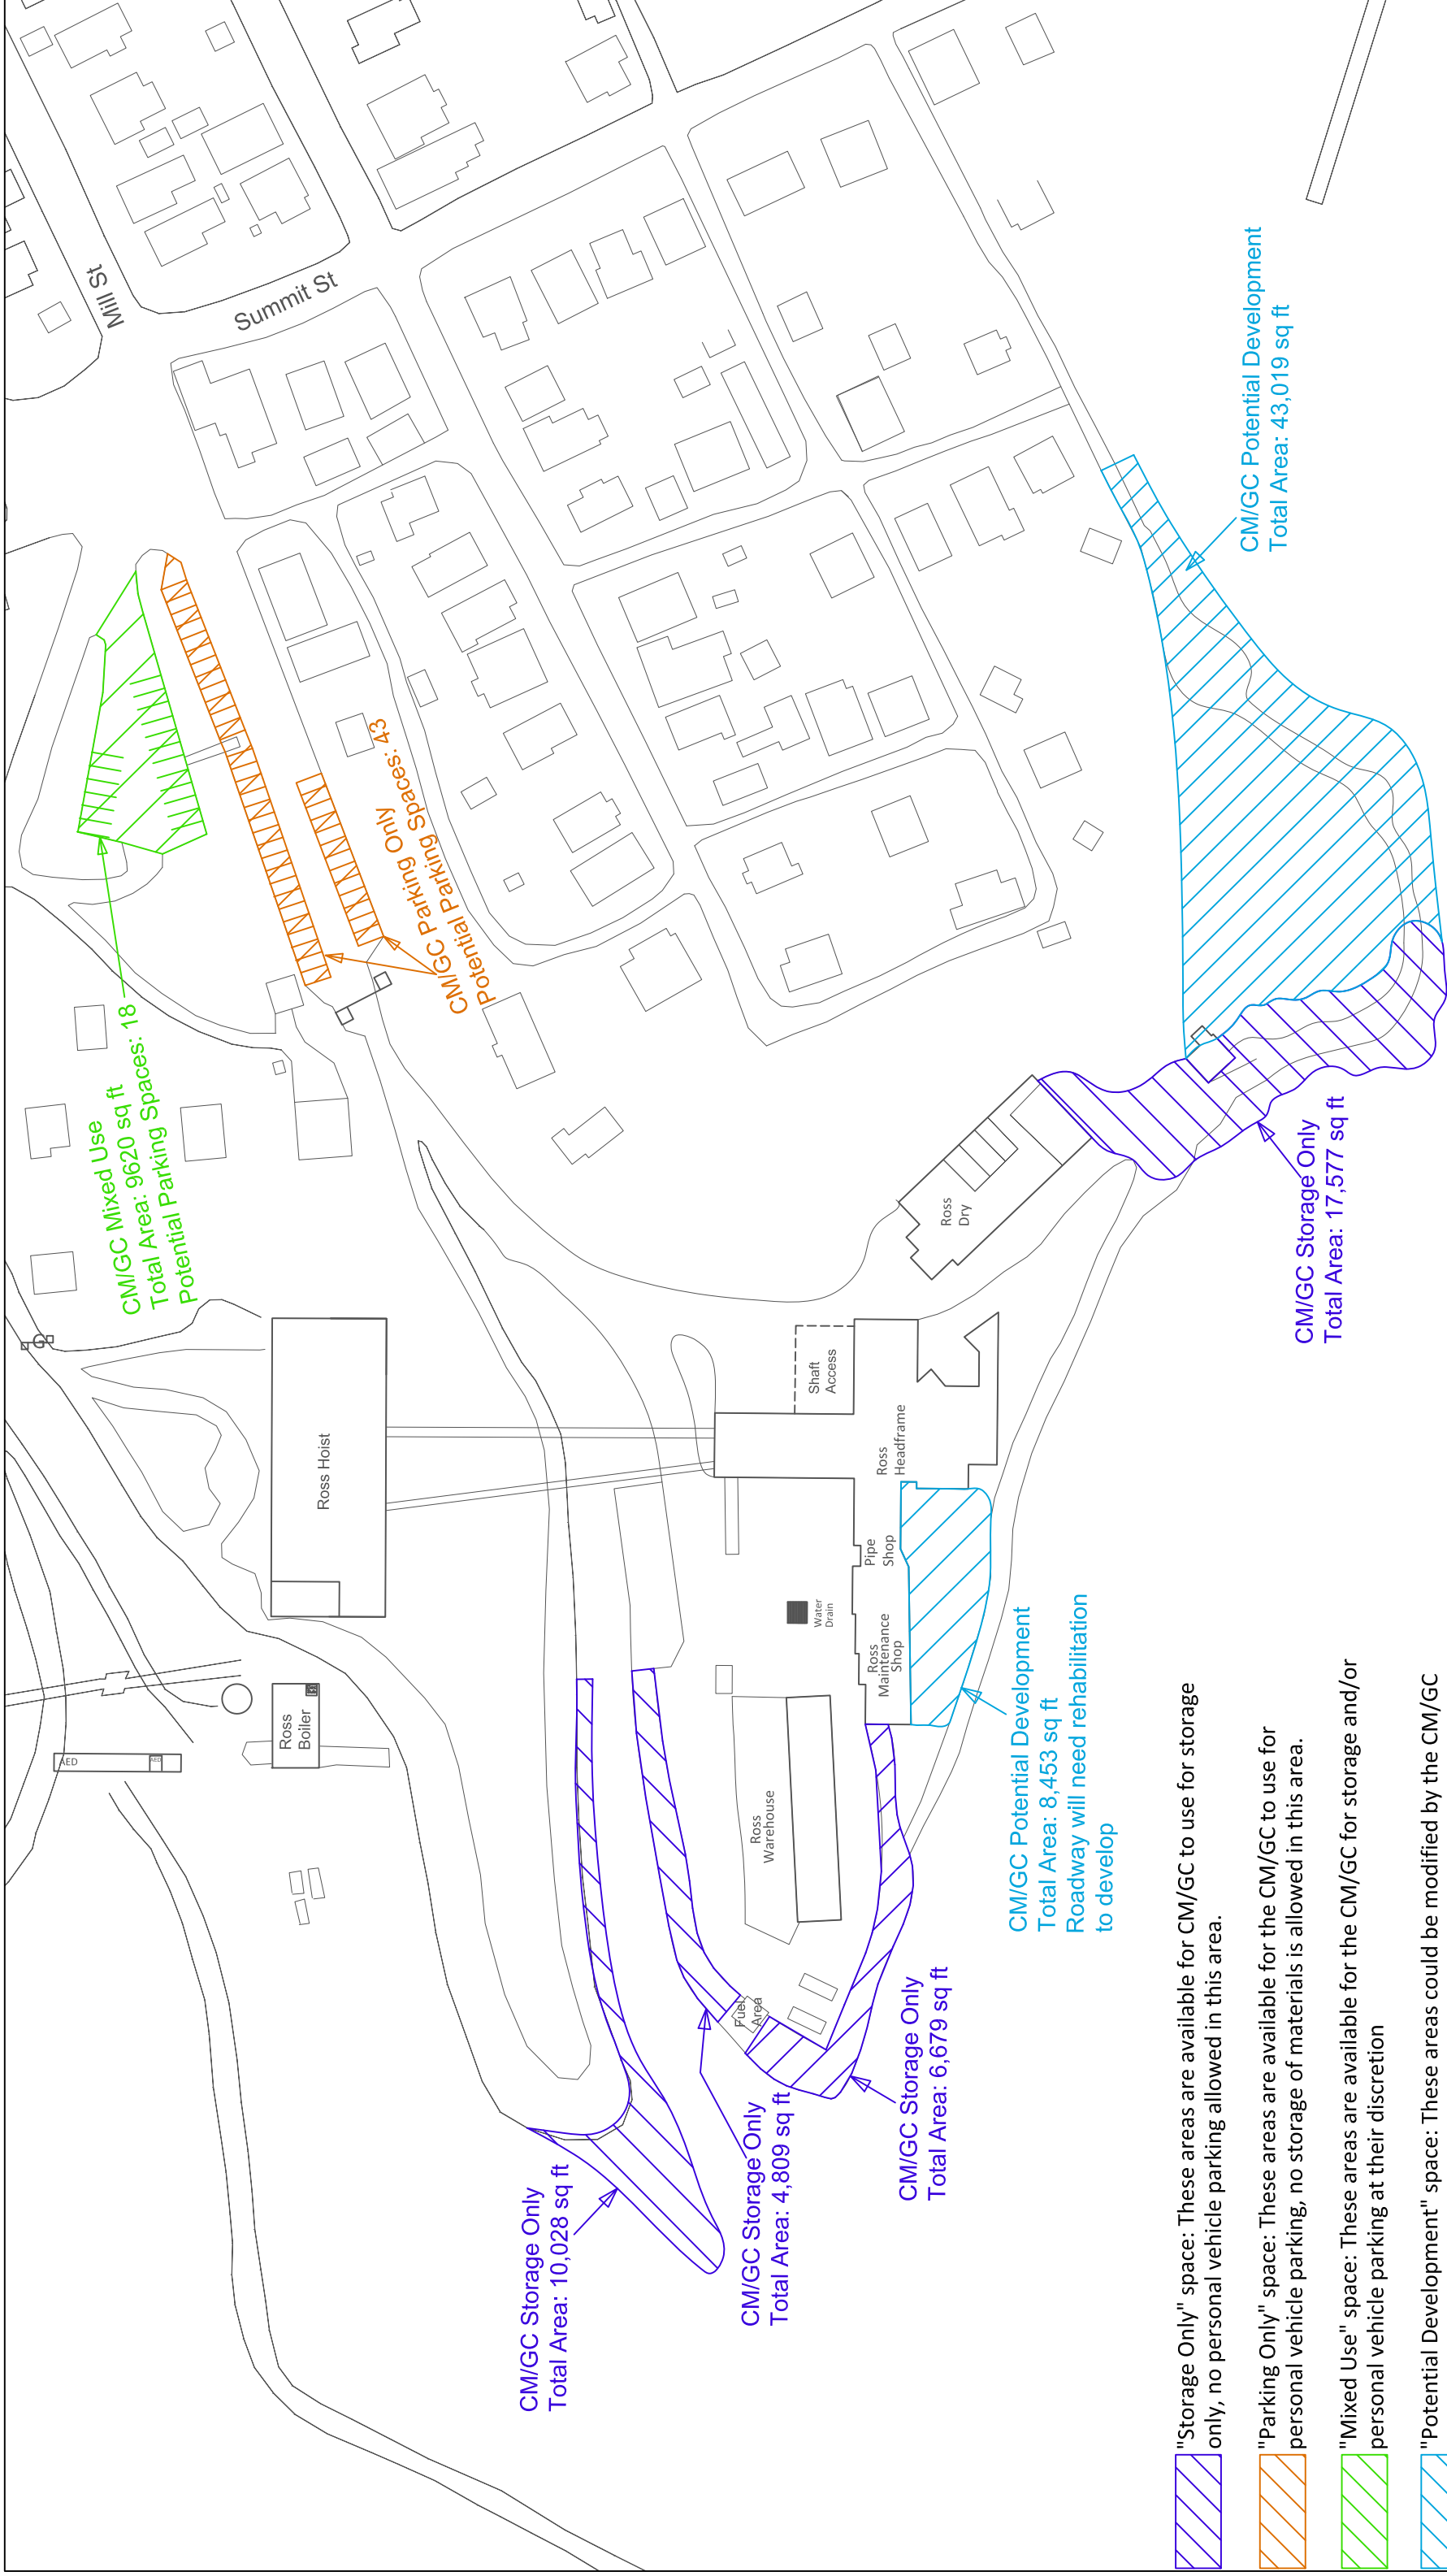 Mill St
Summit St
CM/GC Mixed Use
Total Area: 9620 sq ft
Potential Parking Spaces: 18
CM/GC Parking Only
Potential Parking Spaces: 43
CM/GC Potential Development
Total Area: 43,019 sq ft
CM/GC Storage Only
Total Area: 17,577 sq ft
Ross
Dry
G
Ross Hoist
Shaft
Access
Ross
Headframe
Pipe
Shop
Water
Drain
Ross
Maintenance
Shop
Ross
Boiler
AED
AED
Ross
Warehouse
Fuel
Area
CM/GC Potential Development
Total Area: 8,453 sq ft
Roadway will need rehabilitation
to develop
CM/GC Storage Only
Total Area: 10,028 sq ft
CM/GC Storage Only
Total Area: 4,809 sq ft
CM/GC Storage Only
Total Area: 6,679 sq ft
"Storage Only" space: These areas are available for CM/GC to use for storage
only, no personal vehicle parking allowed in this area.
"Parking Only" space: These areas are available for the CM/GC to use for
personal vehicle parking, no storage of materials is allowed in this area.
"Mixed Use" space: These areas are available for the CM/GC for storage and/or
personal vehicle parking at their discretion
"Potential Development" space: These areas could be modified by the CM/GC